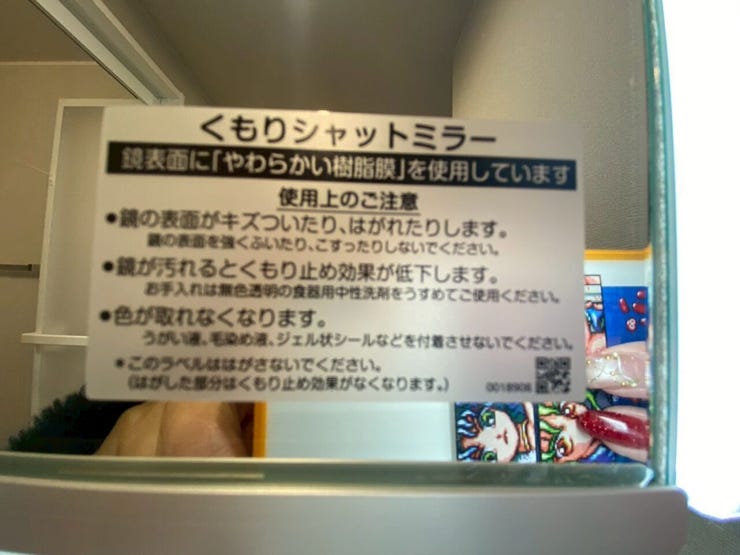 くもりシャットミラー
鏡表面に「やわらかい樹脂膜」を使用しています
使用上のご注意
●鏡の表面がキズついたり、はがれたりします。
鏡の表面を強くふいたり、こすったりしないでください。
●鏡が汚れるとくもり止め効果が低下します。
お手入れは無色透明の食器用中性洗剤をうすめてご使用ください。
●色が取れなくなります。
うがい液、毛染め液、ジェル状シールなどを付着させないでください。
*このラベルははがさないでください。
(はがした部分はくもり止め効果がなくなります。)
0018908